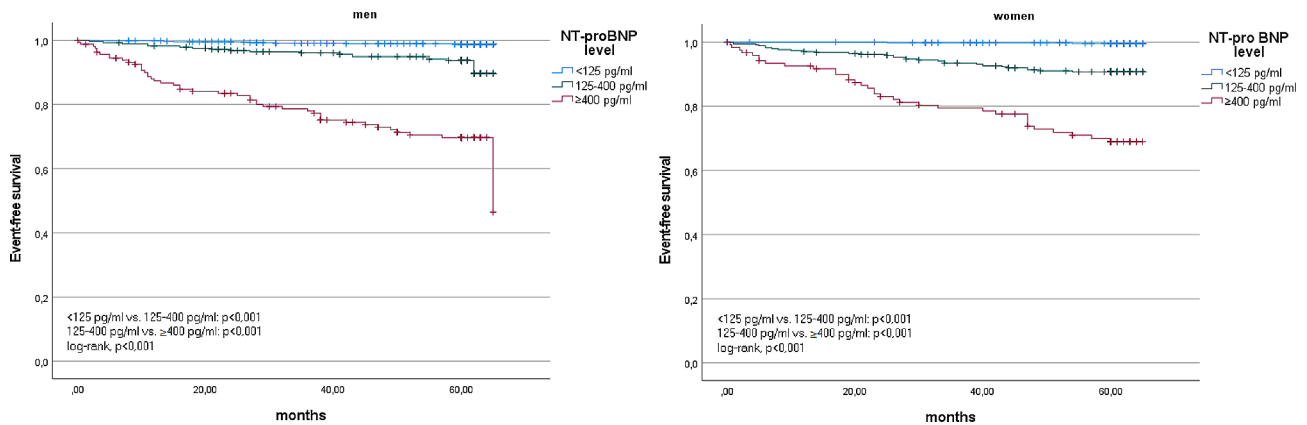 men
NT-proBNP
level
<125 pg/ml
125-400 pg/ml
≥400 pg/ml
1,0
0,8
0,6
0,4
0,2
0,0
Event-free survival
<125 pg/ml vs. 125-400 pg/ml: p<0,001
125-400 pg/ml vs. ≥400 pg/ml: p<0,001
log-rank, p<0,001
,00
20,00
40,00
60,00
months
women
NT-pro BNP
level
<125 pg/ml
125-400 pg/ml
≥400 pg/ml
1,0
0,8
0,6
0,4
0,2
0,0
Event-free survival
<125 pg/ml vs. 125-400 pg/ml: p<0,001
125-400 pg/ml vs. ≥400 pg/ml: p<0,001
log-rank, p<0,001
,00
20,00
40,00
60,00
months